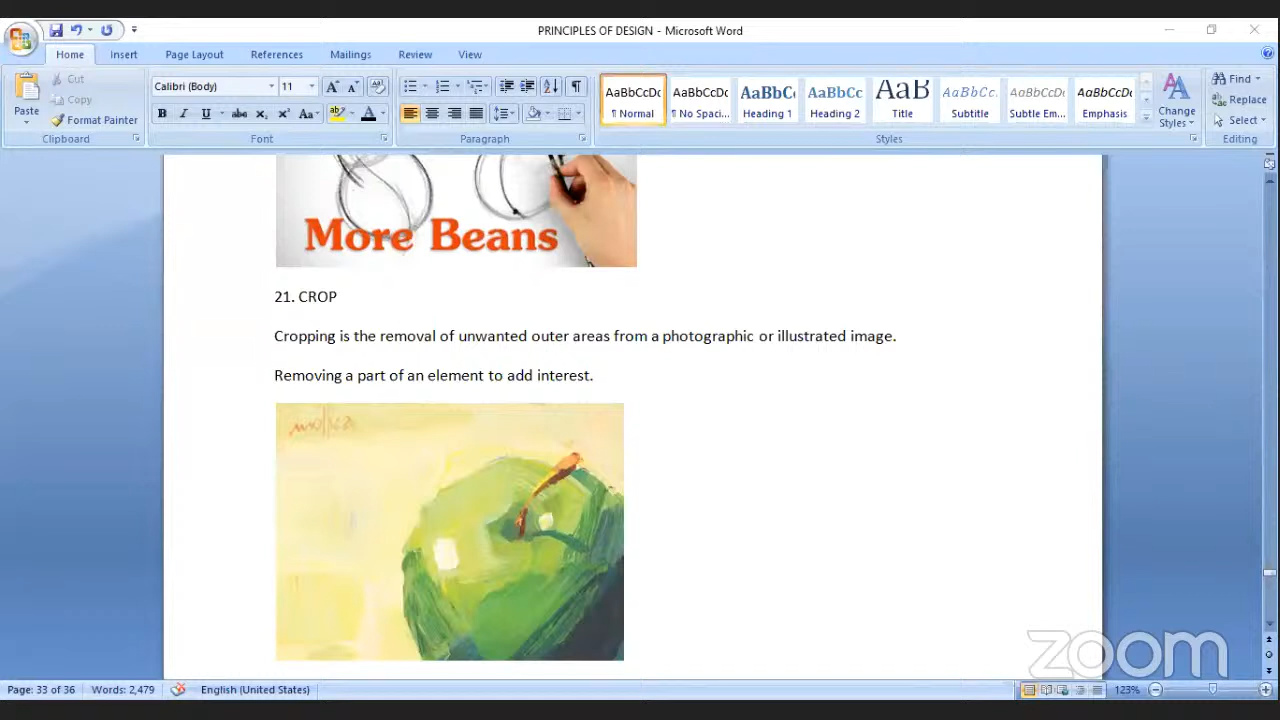 PRINCIPLES OF DESIGN - Microsoft Word
Home Insert Page Layout References Mailings Review View
Paste
Cut
Copy
Format Painter
Clipboard
Calibri (Body) 11
Font
Paragraph
AaBbCcDc AaBbCcDc AaBbC AaBbCc AaB AaBbCc. AaBbCcDc AaBbCcDc
¶ Normal ¶ No Spaci... Heading 1 Heading 2 Title Subtitle Subtle Em... Emphasis
Change
Styles
Styles
Find
Replace
Select
Editing
More Beans
21. CROP
Cropping is the removal of unwanted outer areas from a photographic or illustrated image.
Removing a part of an element to add interest.
zoom
Page: 33 of 36 Words: 2,479 English (United States) 123%